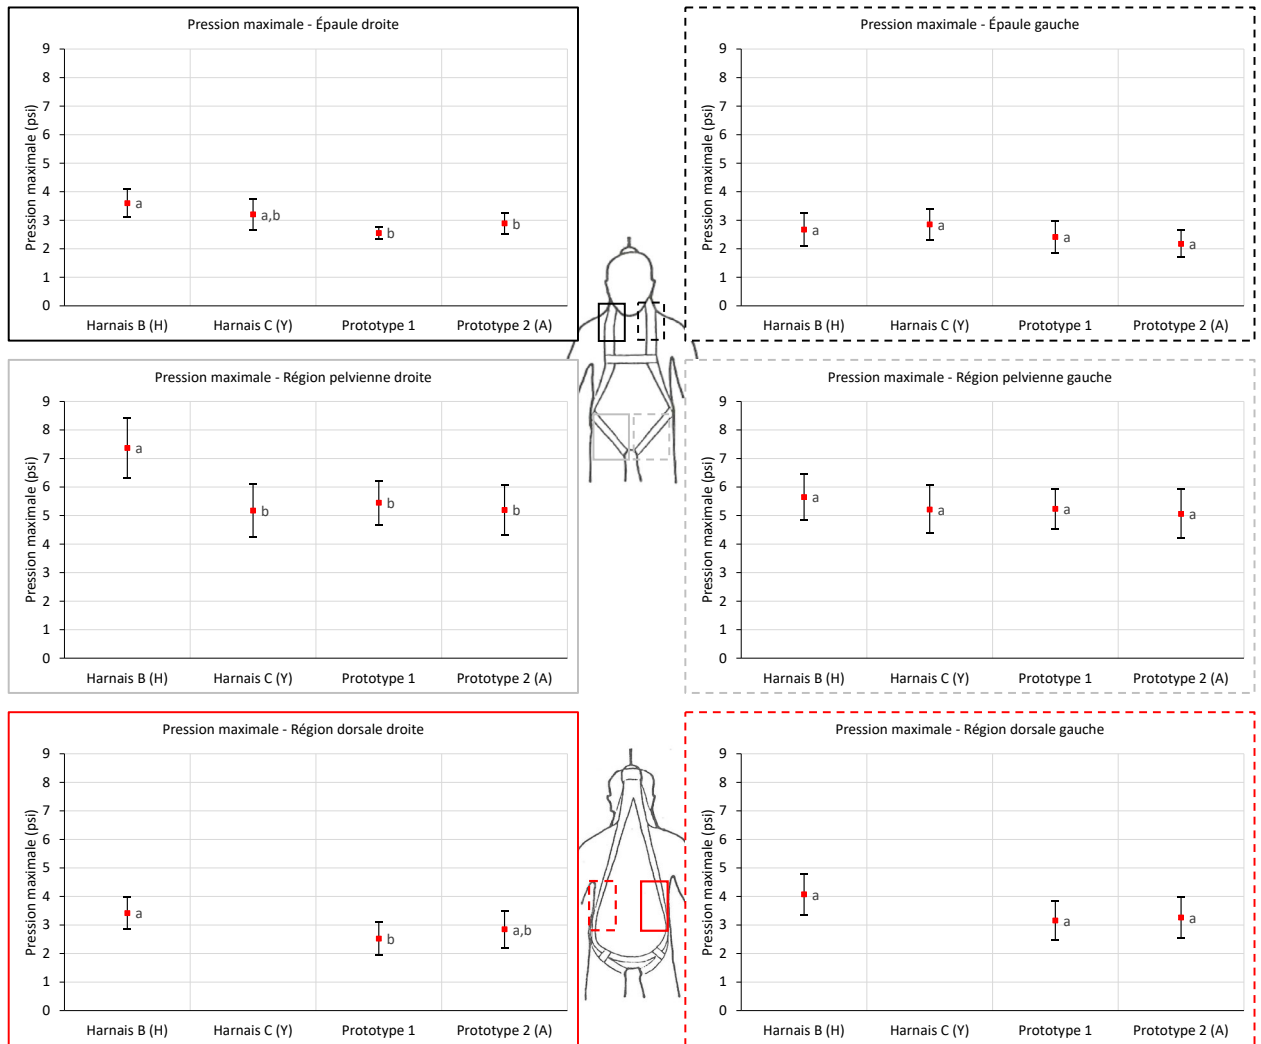 Pression maximale - Épaule droite
Pression maximale (psi)
9
8
7
6
5
4
3
2
1
0
a
a,b
b
b
Harnais B (H) Harnais C (Y) Prototype 1 Prototype 2 (A)
Pression maximale - Épaule gauche
Pression maximale (psi)
9
8
7
6
5
4
3
2
1
0
a
a
a
a
Harnais B (H) Harnais C (Y) Prototype 1 Prototype 2 (A)
Pression maximale - Région pelvienne droite
Pression maximale (psi)
9
8
7
6
5
4
3
2
1
0
a
b
b
b
Harnais B (H) Harnais C (Y) Prototype 1 Prototype 2 (A)
Pression maximale - Région pelvienne gauche
Pression maximale (psi)
9
8
7
6
5
4
3
2
1
0
a
a
a
a
Harnais B (H) Harnais C (Y) Prototype 1 Prototype 2 (A)
Pression maximale - Région dorsale droite
Pression maximale (psi)
9
8
7
6
5
4
3
2
1
0
a
b
a,b
Harnais B (H) Harnais C (Y) Prototype 1 Prototype 2 (A)
Pression maximale - Région dorsale gauche
Pression maximale (psi)
9
8
7
6
5
4
3
2
1
0
a
a
a
Harnais B (H) Harnais C (Y) Prototype 1 Prototype 2 (A)